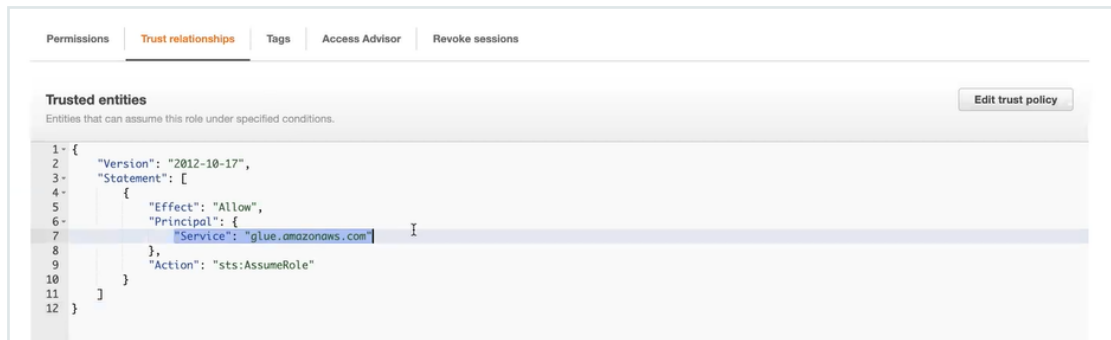 Permissions Trust relationships Tags Access Advisor Revoke sessions
Trusted entities Edit trust policy
Entities that can assume this role under specified conditions.
1 {
2 "Version": "2012-10-17",
3 "Statement": [
4 {
5 "Effect": "Allow",
6 "Principal": {
7 "Service": "glue.amazonaws.com"
8 },
9 "Action": "sts:AssumeRole"
10 }
11 ]
12 }